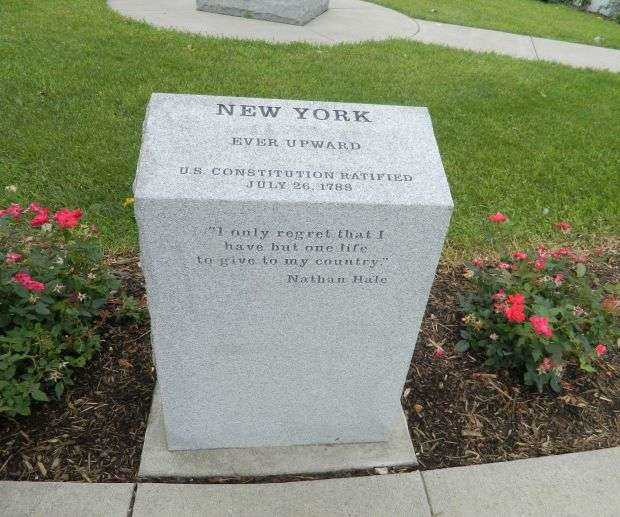 NEW YORK
EVER UPWARD
U.S. CONSTITUTION RATIFIED
JULY 26, 1788
"I only regret that I
have but one life
to give to my country."
Nathan Hale